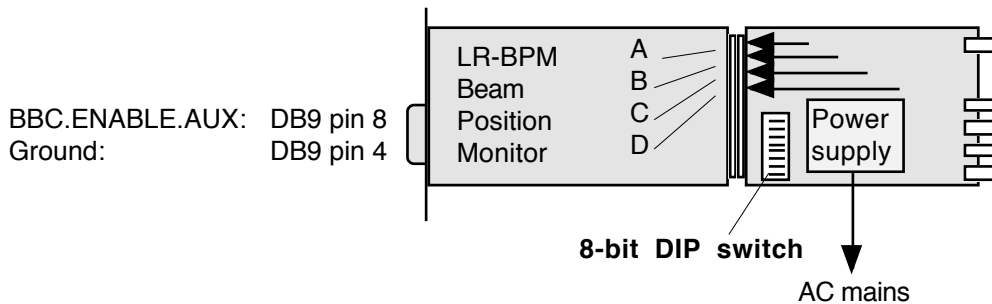 BBC.ENABLE.AUX: DB9 pin 8
Ground: DB9 pin 4
LR-BPM
Beam
Position
Monitor
A
B
C
D
Power
supply
8-bit DIP switch
AC mains